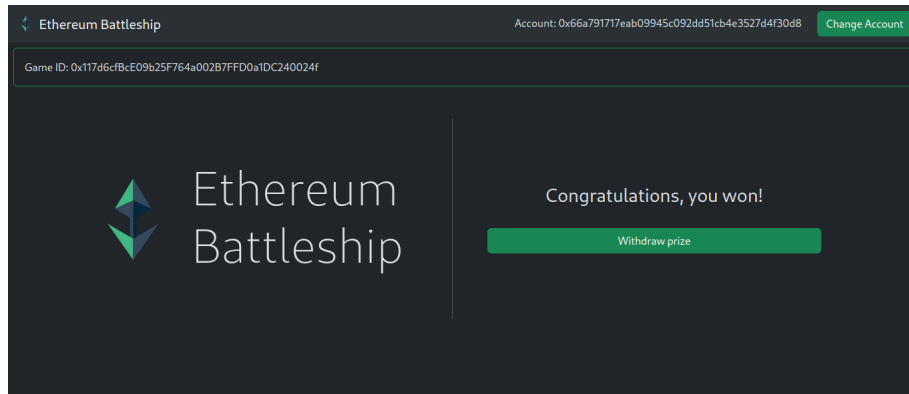 Ethereum Battleship
Account: 0x66a791717eab09945c092dd51cb4e3527d4f30d8
Change Account
Game ID: 0x117d6cfBcE09b25F764a002B7FFD0a1DC240024f
Ethereum
Battleship
Congratulations, you won!
Withdraw prize